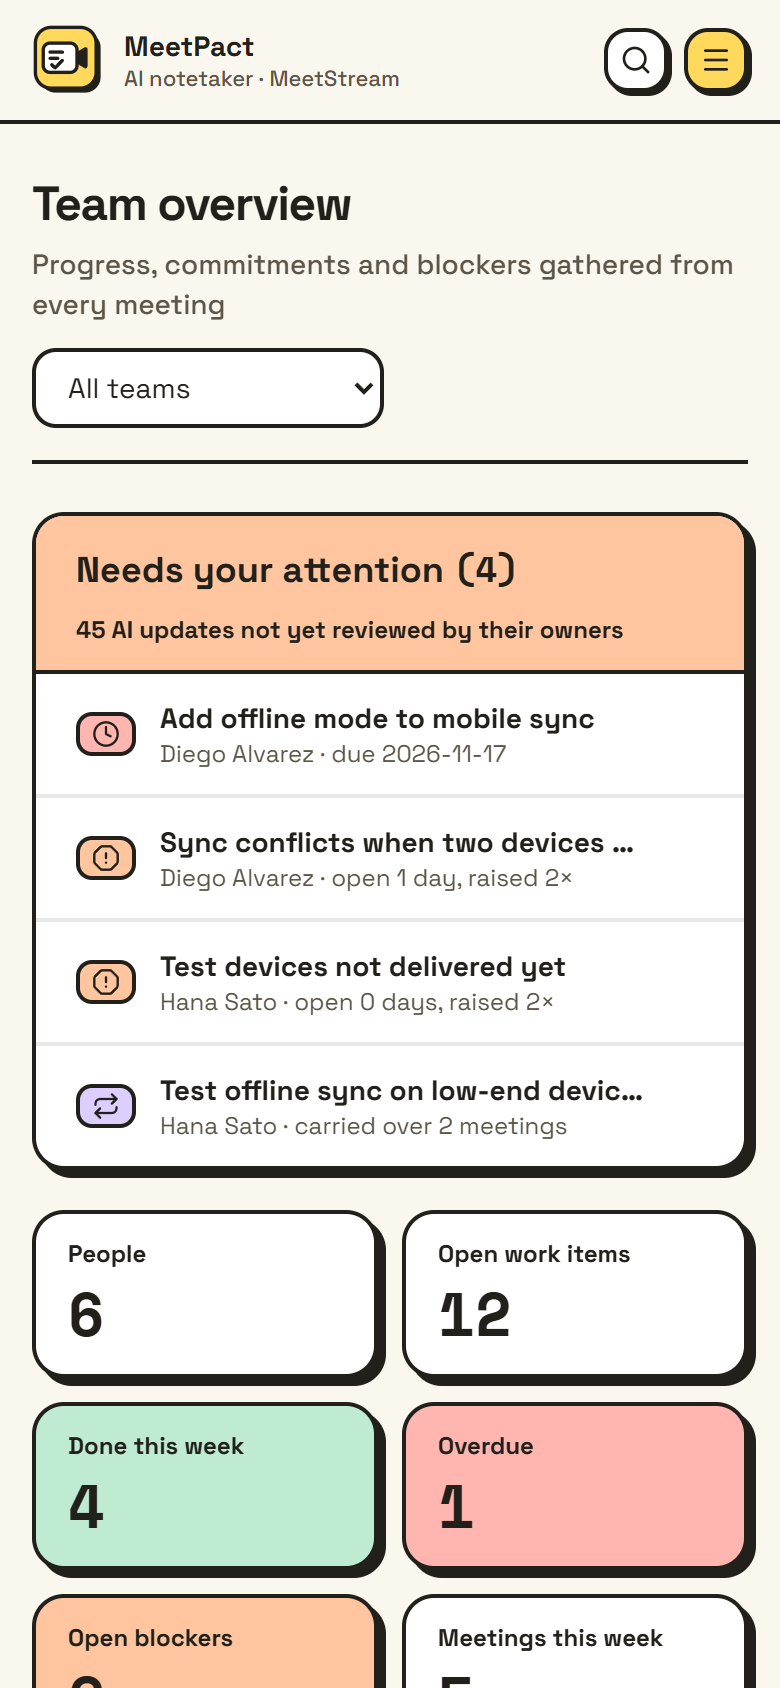 MeetPact
AI notetaker · MeetStream
Team overview
Progress, commitments and blockers gathered from
every meeting
All teams
Needs your attention (4)
45 AI updates not yet reviewed by their owners
Add offline mode to mobile sync
Diego Alvarez · due 2026-11-17
Sync conflicts when two devices ...
Diego Alvarez · open 1 day, raised 2×
Test devices not delivered yet
Hana Sato · open 0 days, raised 2×
Test offline sync on low-end devic...
Hana Sato · carried over 2 meetings
People
6
Open work items
12
Done this week
4
Overdue
1
Open blockers
Meetings this week